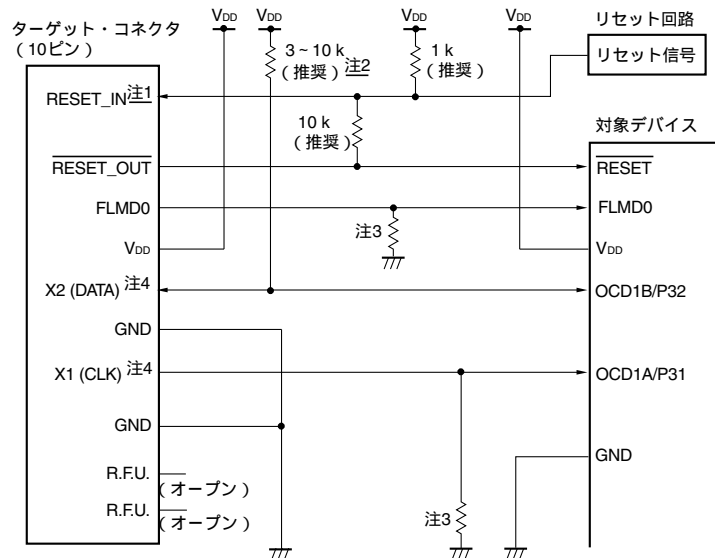 ターゲット・コネクタ
（10ピン）
VDD
VDD
VDD
VDD
リセット回路
リセット信号
3~10 k
（推奨）注2
1 k
（推奨）
RESET_IN注1
10 k
（推奨）
対象デバイス
RESET_OUT
RESET
FLMD0
FLMD0
注3
VDD
VDD
X2 (DATA) 注4
OCD1B/P32
GND
X1 (CLK) 注4
OCD1A/P31
GND
GND
R.F.U.
（オープン）
R.F.U.
（オープン）
注3